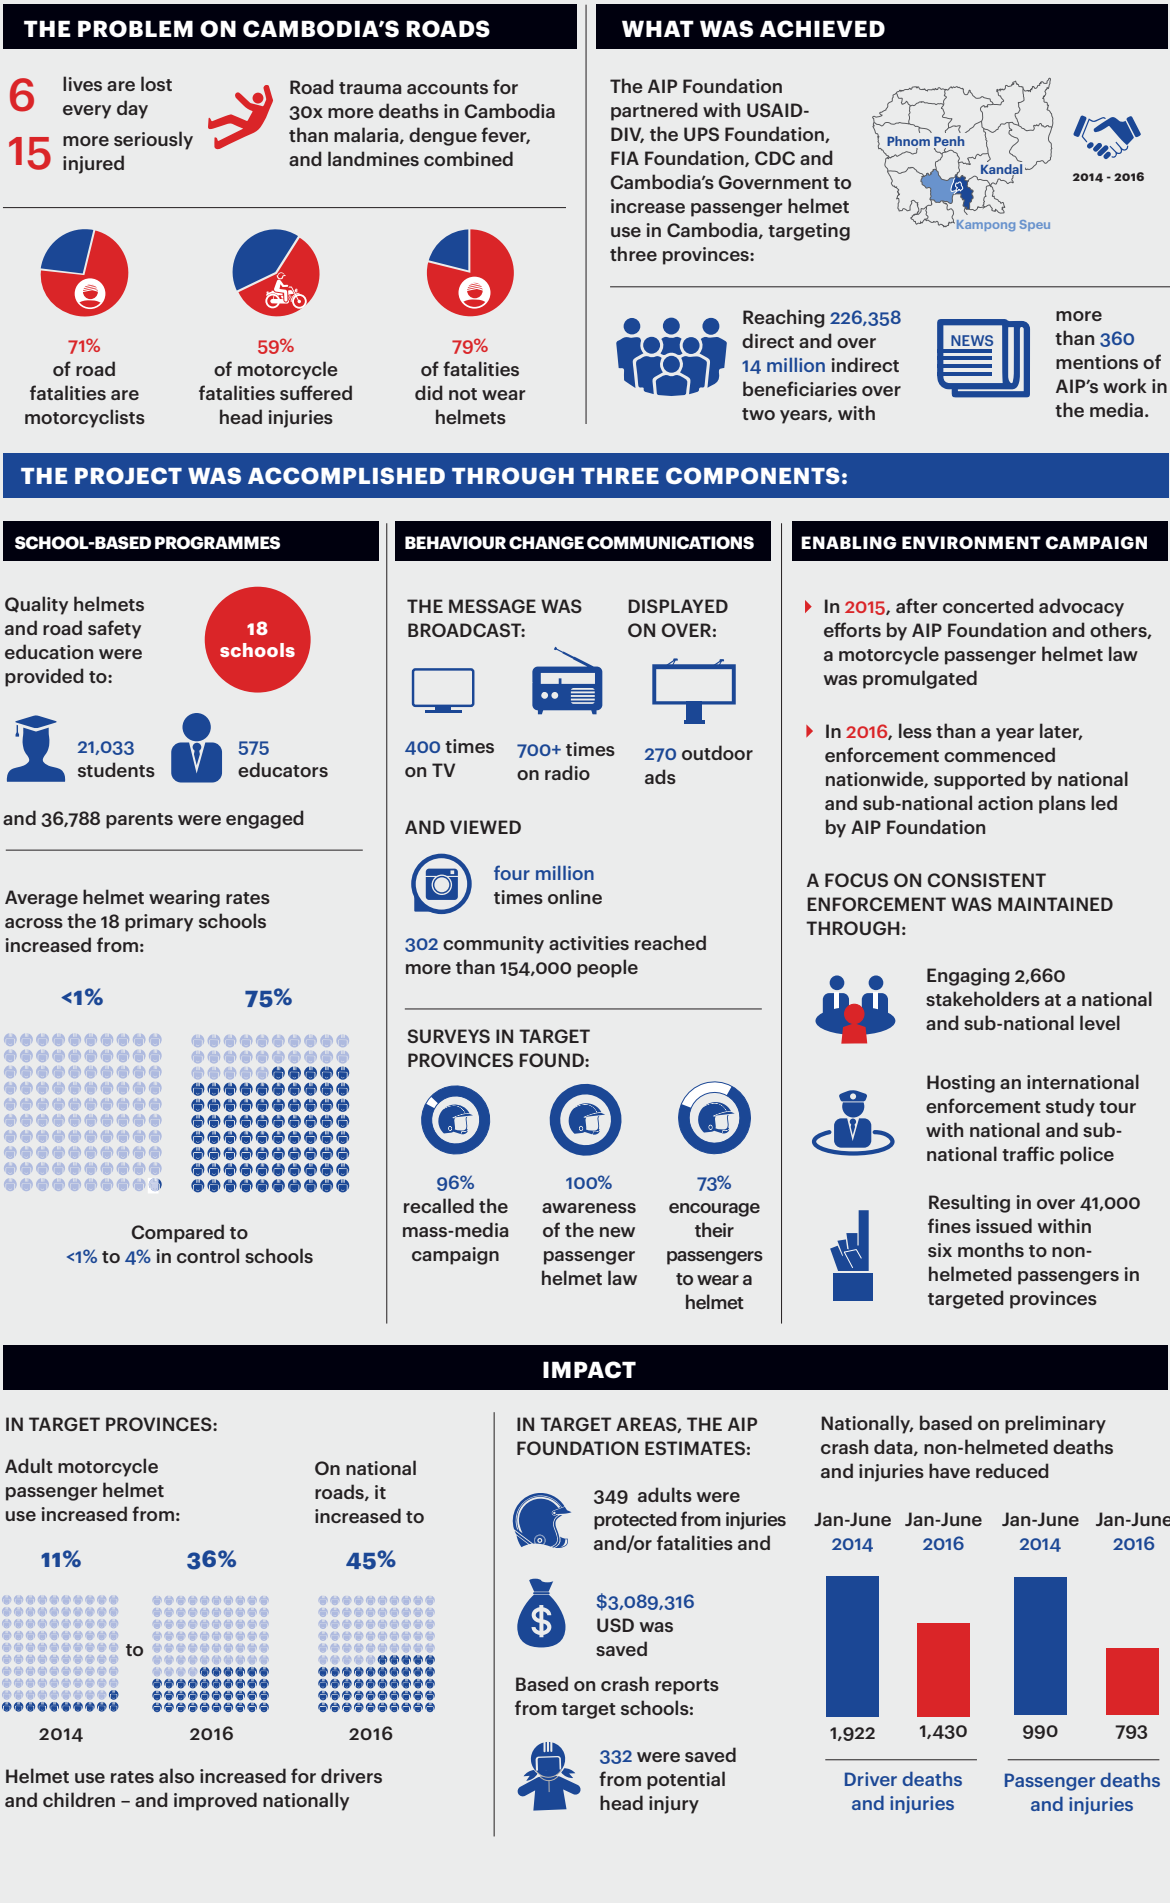 THE PROBLEM ON CAMBODIA'S ROADS
6
lives are lost
every day
15
more seriously
injured
Road trauma accounts for
30x more deaths in Cambodia
than malaria, dengue fever,
and landmines combined
71%
of road
fatalities are
motorcyclists
59%
of motorcycle
fatalities suffered
head injuries
79%
of fatalities
did not wear
helmets
WHAT WAS ACHIEVED
The AIP Foundation
partnered with USAID-
DIV, the UPS Foundation,
FIA Foundation, CDC and
Cambodia's Government to
increase passenger helmet
use in Cambodia, targeting
three provinces:
Phnom Penh
Kandal
Kampong Speu
2014 - 2016
Reaching 226,358
direct and over
14 million indirect
beneficiaries over
two years, with
NEWS
more
than 360
mentions of
AIP's work in
the media.
THE PROJECT WAS ACCOMPLISHED THROUGH THREE COMPONENTS:
SCHOOL-BASED PROGRAMMES
Quality helmets
and road safety
education were
provided to:
18
schools
21,033
students
575
educators
and 36,788 parents were engaged
Average helmet wearing rates
across the 18 primary schools
increased from:
<1%
75%
Compared to
<1% to 4% in control schools
BEHAVIOUR CHANGE COMMUNICATIONS
THE MESSAGE WAS
BROADCAST:
DISPLAYED
ON OVER:
400 times
on TV
700+ times
on radio
270 outdoor
ads
AND VIEWED
four million
times online
302 community activities reached
more than 154,000 people
SURVEYS IN TARGET
PROVINCES FOUND:
96%
recalled the
mass-media
campaign
100%
awareness
of the new
passenger
helmet law
73%
encourage
their
passengers
to wear a
helmet
ENABLING ENVIRONMENT CAMPAIGN
In 2015, after concerted advocacy
efforts by AIP Foundation and others,
a motorcycle passenger helmet law
was promulgated
In 2016, less than a year later,
enforcement commenced
nationwide, supported by national
and sub-national action plans led
by AIP Foundation
A FOCUS ON CONSISTENT
ENFORCEMENT WAS MAINTAINED
THROUGH:
Engaging 2,660
stakeholders at a national
and sub-national level
Hosting an international
enforcement study tour
with national and sub-
national traffic police
Resulting in over 41,000
fines issued within
six months to non-
helmeted passengers in
targeted provinces
IMPACT
IN TARGET PROVINCES:
Adult motorcycle
passenger helmet
use increased from:
On national
roads, it
increased to
11%
36%
45%
to
2014
2016
2016
Helmet use rates also increased for drivers
and children – and improved nationally
IN TARGET AREAS, THE AIP
FOUNDATION ESTIMATES:
349 adults were
protected from injuries
and/or fatalities and
$
$3,089,316
USD was
saved
Based on crash reports
from target schools:
332 were saved
from potential
head injury
Nationally, based on preliminary
crash data, non-helmeted deaths
and injuries have reduced
Jan-June
2014
Jan-June
2016
Jan-June
2014
Jan-June
2016
1,922
1,430
990
793
Driver deaths
and injuries
Passenger deaths
and injuries